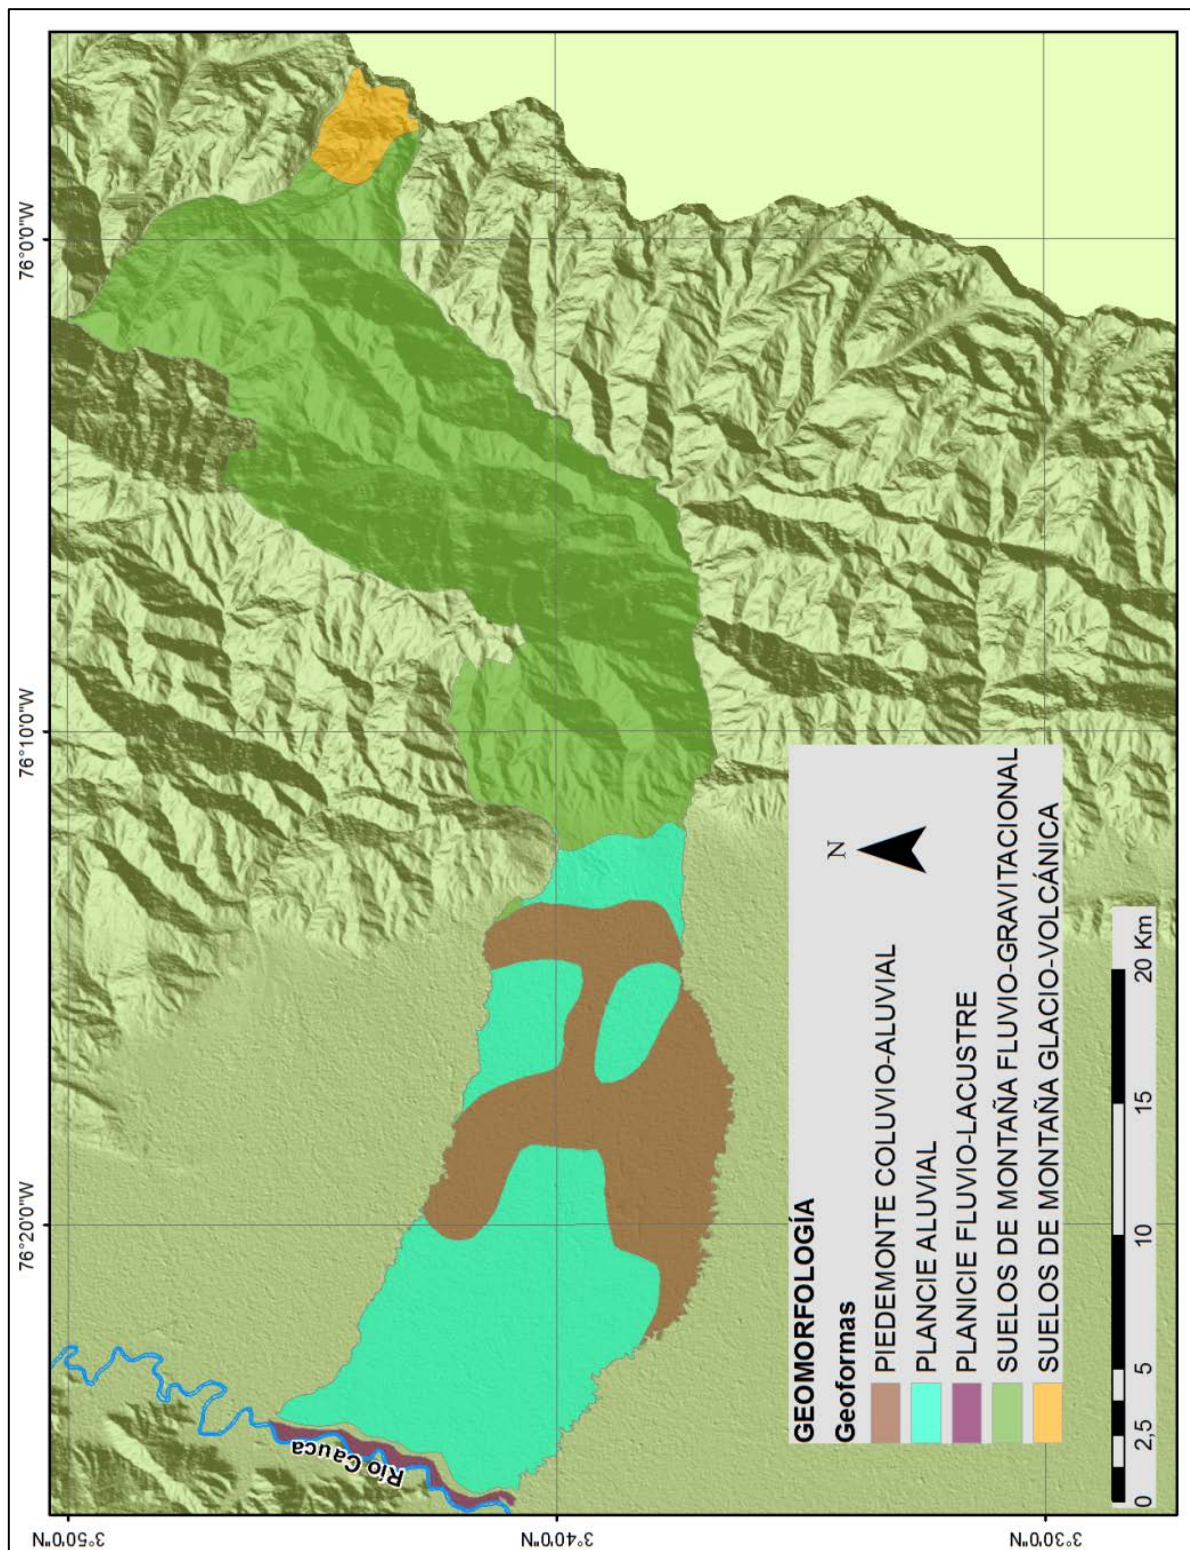 76°20'0"W
76°10'0"W
76°0'0"W
3°50'0"N
3°40'0"N
3°30'0"N
Río Cauca
GEOMORFOLOGÍA
Geoformas
PIEDEMONTE COLUVIO-ALUVIAL
PLANCIE ALUVIAL
PLANICIE FLUVIO-LACUSTRE
SUELOS DE MONTAÑA FLUVIO-GRAVITACIONAL
SUELOS DE MONTAÑA GLACIO-VOLCÁNICA
N
0 2,5 5 10 15 20 Km